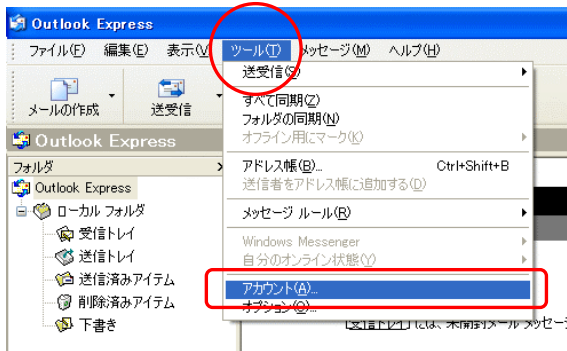 Outlook Express
ファイル(F) 編集(E) 表示(V) ツール(T) メッセージ(M) ヘルプ(H)
メールの作成
送受信
Outlook Express
フォルダ
Outlook Express
ローカル フォルダ
受信トレイ
送信トレイ
送信済みアイテム
削除済みアイテム
下書き
送受信(S)
すべて同期(Z)
フォルダの同期(N)
オフライン用にマーク(K)
アドレス帳(B)... Ctrl+Shift+B
送信者をアドレス帳に追加する(D)
メッセージ ルール(R)
Windows Messenger
自分のオンライン状態(Y)
アカウント(A)...
オプション(O)...
[受信トレイ] には、未開封メール メッセー